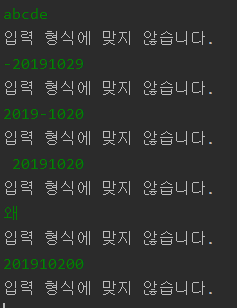 abcde
입력 형식에 맞지 않습니다.
-20191029
입력 형식에 맞지 않습니다.
2019-1020
입력 형식에 맞지 않습니다.
 20191020
입력 형식에 맞지 않습니다.
왜
입력 형식에 맞지 않습니다.
201910200
입력 형식에 맞지 않습니다.